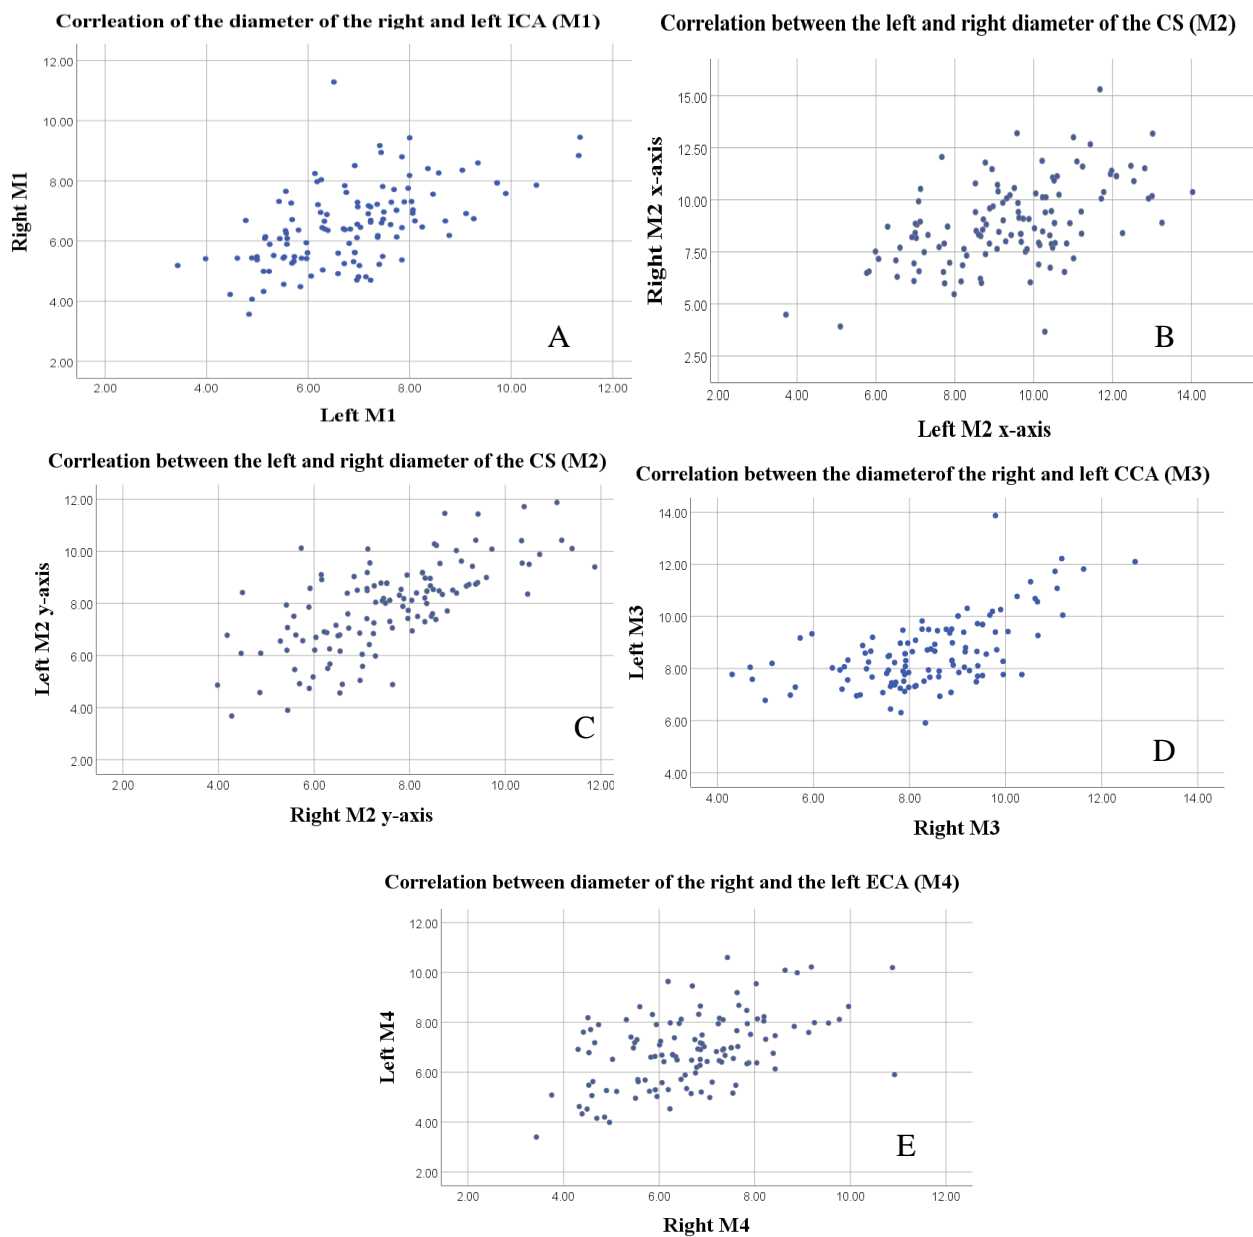 Corrleation of the diameter of the right and left ICA (M1)
12.00
10.00
8.00
6.00
4.00
2.00
Right M1
A
2.00 4.00 6.00 8.00 10.00 12.00
Left M1
Corrleation between the left and right diameter of the CS (M2)
15.00
12.50
10.00
7.50
5.00
2.50
Right M2 x-axis
B
2.00 4.00 6.00 8.00 10.00 12.00 14.00
Left M2 x-axis
Corrleation between the left and right diameter of the CS (M2)
12.00
10.00
8.00
6.00
4.00
2.00
Left M2 y-axis
C
2.00 4.00 6.00 8.00 10.00 12.00
Right M2 y-axis
Correlation between the diameterof the right and left CCA (M3)
14.00
12.00
10.00
8.00
6.00
4.00
Left M3
D
4.00 6.00 8.00 10.00 12.00 14.00
Right M3
Correlation between diameter of the right and the left ECA (M4)
12.00
10.00
8.00
6.00
4.00
2.00
Left M4
E
2.00 4.00 6.00 8.00 10.00 12.00
Right M4